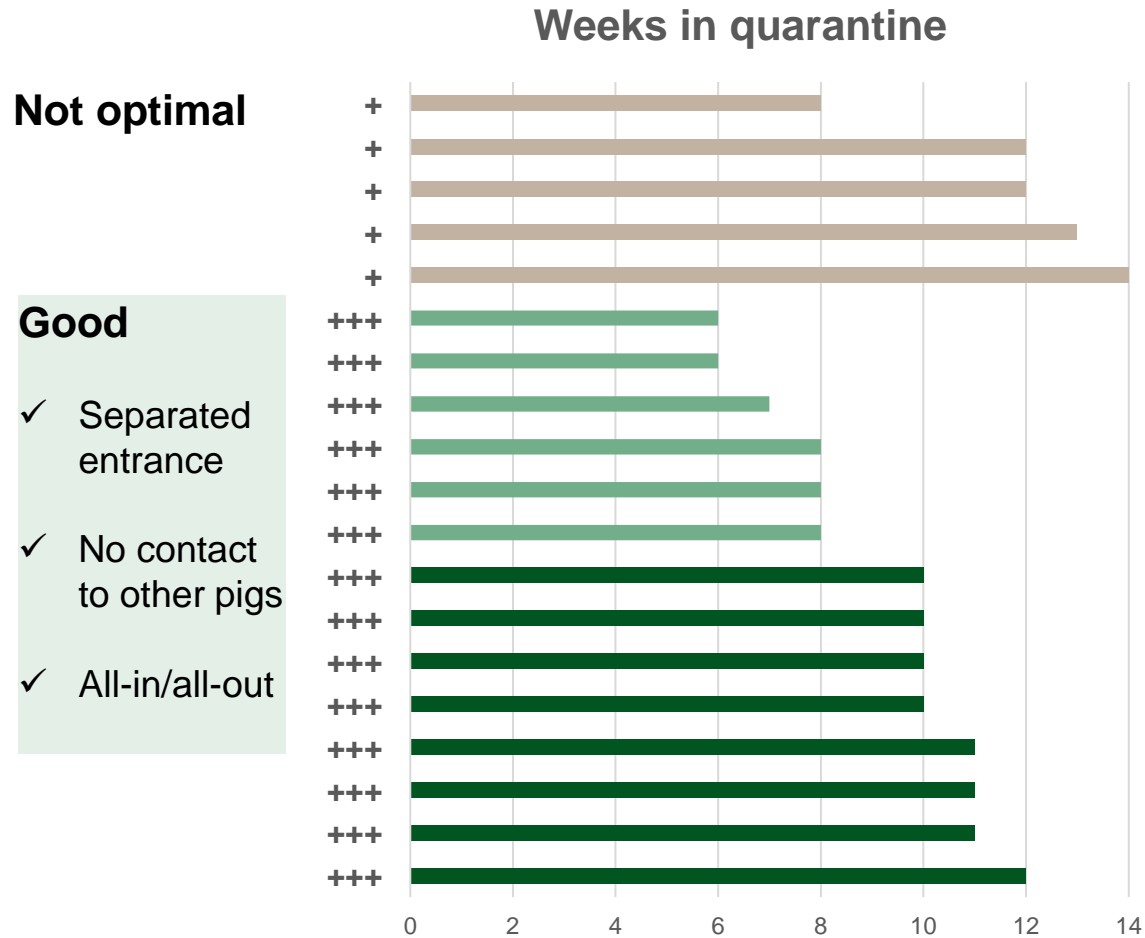 Weeks in quarantine
Not optimal
+
+
+
+
+
Good
✓ Separated
entrance
✓ No contact
to other pigs
✓ All-in/all-out
+++
+++
+++
+++
+++
+++
+++
+++
+++
+++
+++
+++
+++
+++
0 2 4 6 8 10 12 14